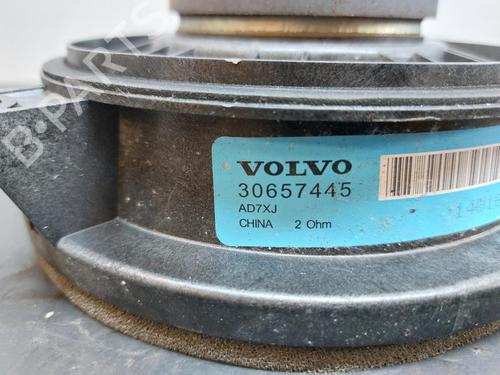 B-PARTS
VOLVO
30657445
AD7XJ
CHINA 2 Ohm